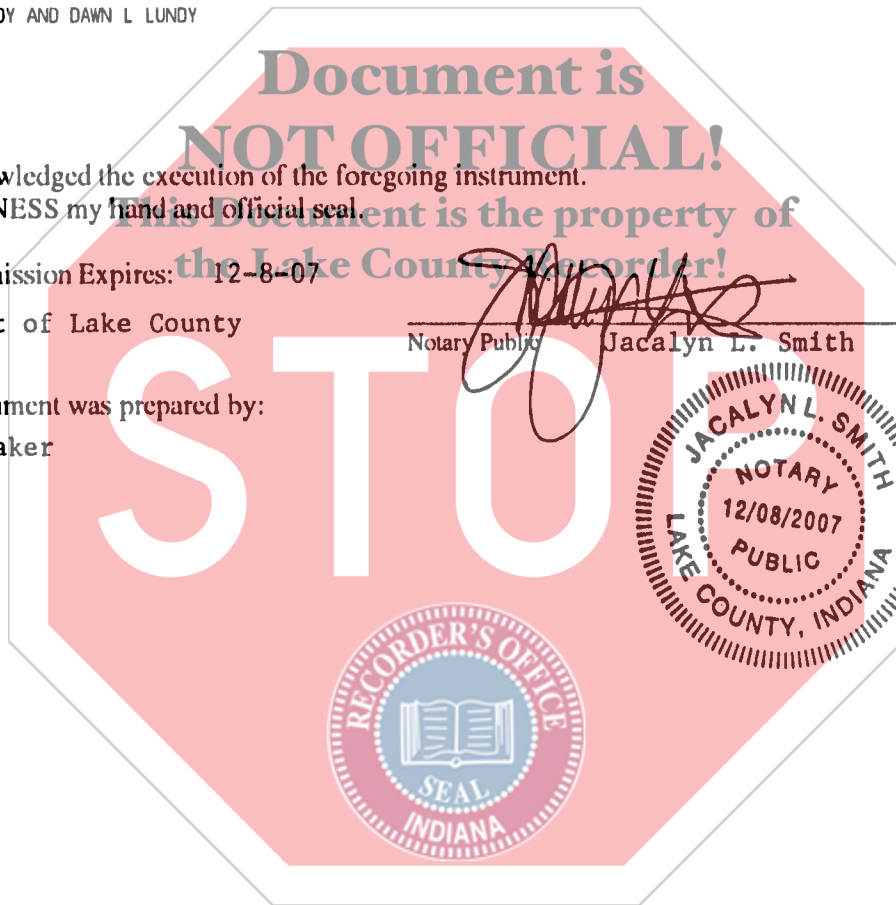 DY AND DAWN L LUNDY
Document is
NOT OFFICIAL!
wledged the execution of the foregoing instrument.
NESS my hand and official seal.
This Document is the property of
the Lake County Recorder!
ission Expires: 12-8-07
t of Lake County
Notary Public Jacalyn L. Smith
ument was prepared by:
aker
STOP
JACALYN L. SMITH
NOTARY
12/08/2007
PUBLIC
LAKE COUNTY, INDIANA
RECORDER'S OFFICE
SEAL
INDIANA